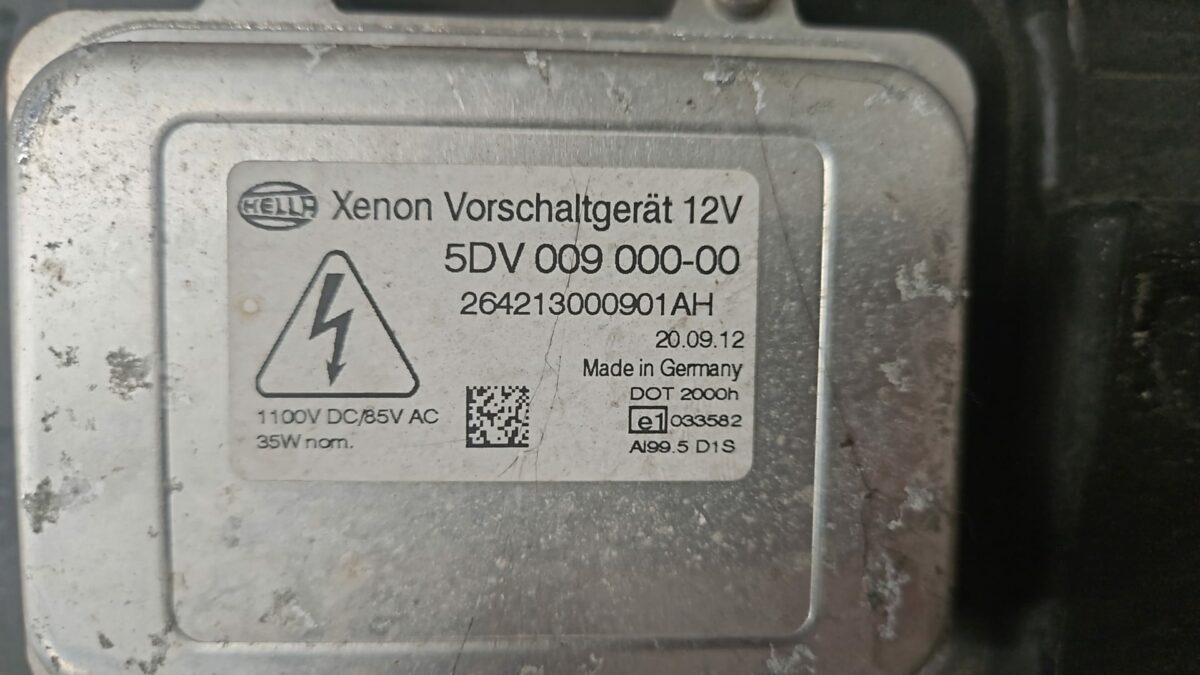 HELLA Xenon Vorschaltgerät 12V
5DV 009 000-00
264213000901AH
20.09.12
Made in Germany
DOT 2000h
e1 033582
Al99.5 D1S
1100V DC/85V AC
35W nom.